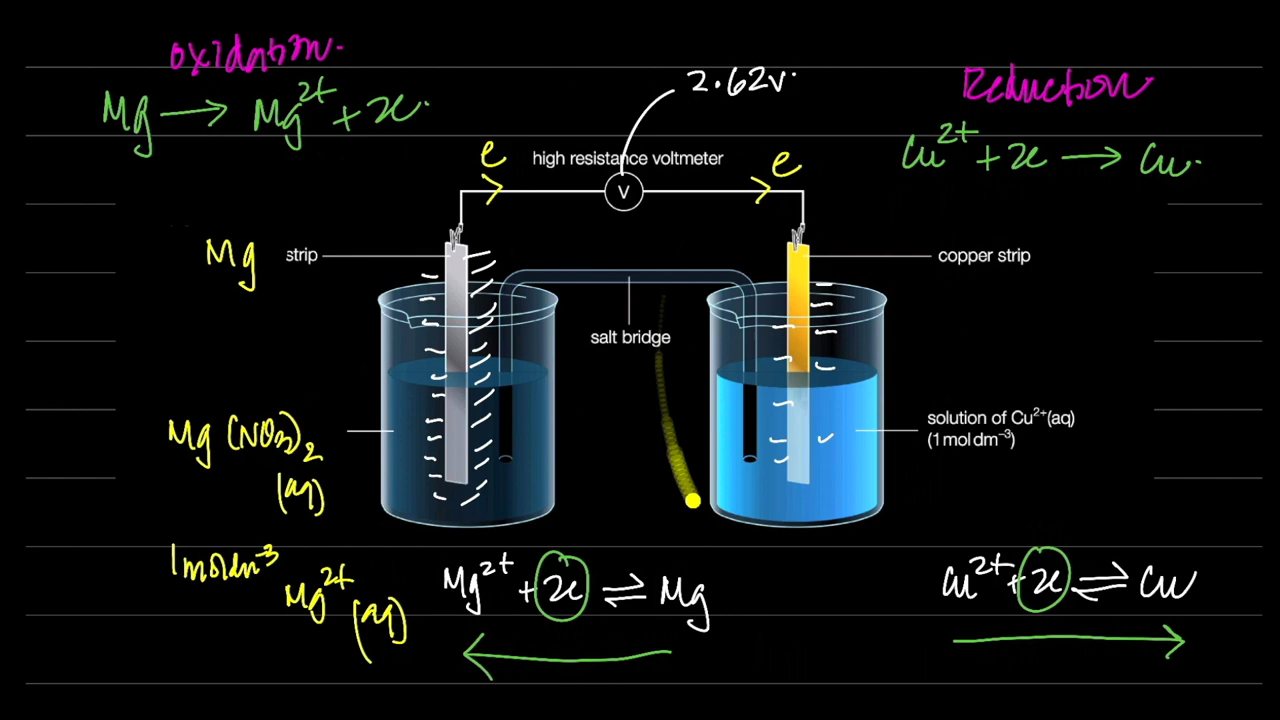 oxidation.
Mg → Mg²⁺ + 2e.
2.62v.
Reduction
Cu²⁺ + 2e → Cu.
e
high resistance voltmeter
e
V
Mg strip
copper strip
salt bridge
Mg (NO₃)₂
(aq)
solution of Cu²⁺(aq)
(1 mol dm⁻³)
1moldm⁻³
Mg²⁺
(aq)
Mg²⁺ + 2e ⇌ Mg
Cu²⁺ + 2e ⇌ Cu